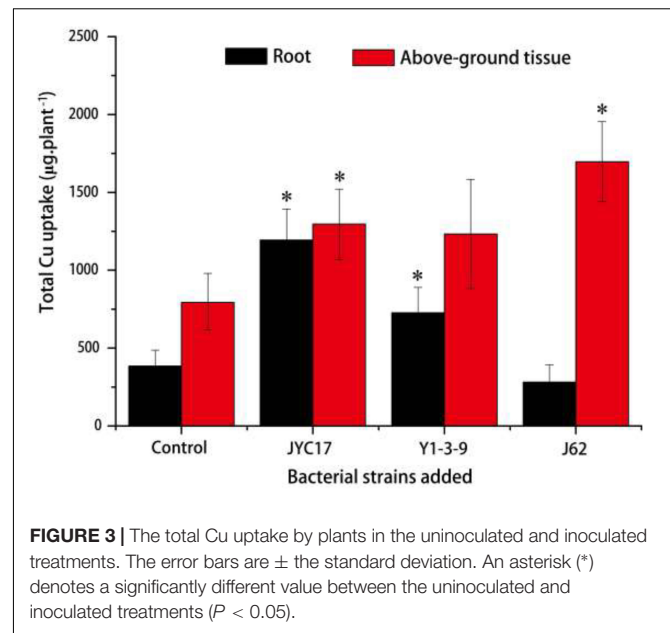 2500
Root
Above-ground tissue
2000
*
1500
*
*
1000
*
500
0
Total Cu uptake (µg.plant⁻¹)
Control
JYC17
Y1-3-9
J62
Bacterial strains added
FIGURE 3 | The total Cu uptake by plants in the uninoculated and inoculated
treatments. The error bars are ± the standard deviation. An asterisk (*)
denotes a significantly different value between the uninoculated and
inoculated treatments (P < 0.05).